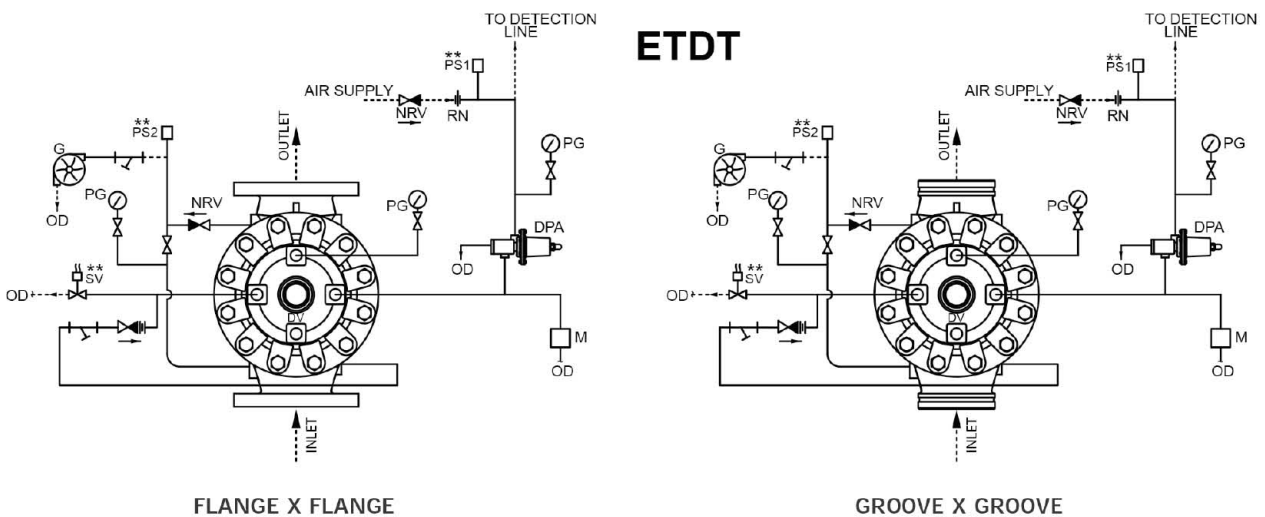 ETDT
TO DETECTION
LINE
**
PS1
AIR SUPPLY
NRV
RN
**
PS2
G
OUTLET
PG
PG
NRV
PG
OD
DPA
**
SV
OD
OD
DV
M
OD
INLET
FLANGE X FLANGE
TO DETECTION
LINE
**
PS1
AIR SUPPLY
NRV
RN
**
PS2
G
OUTLET
PG
PG
NRV
PG
OD
DPA
**
SV
OD
OD
DV
M
OD
INLET
GROOVE X GROOVE